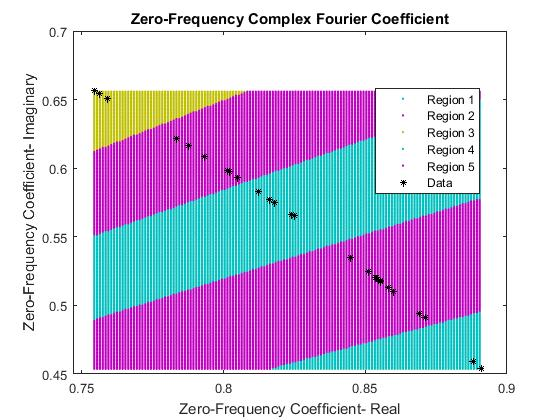 Zero-Frequency Complex Fourier Coefficient
0.7
0.65
0.6
0.55
0.5
0.45
Zero-Frequency Coefficient- Imaginary
Region 1
Region 2
Region 3
Region 4
Region 5
Data
0.75 0.8 0.85 0.9
Zero-Frequency Coefficient- Real